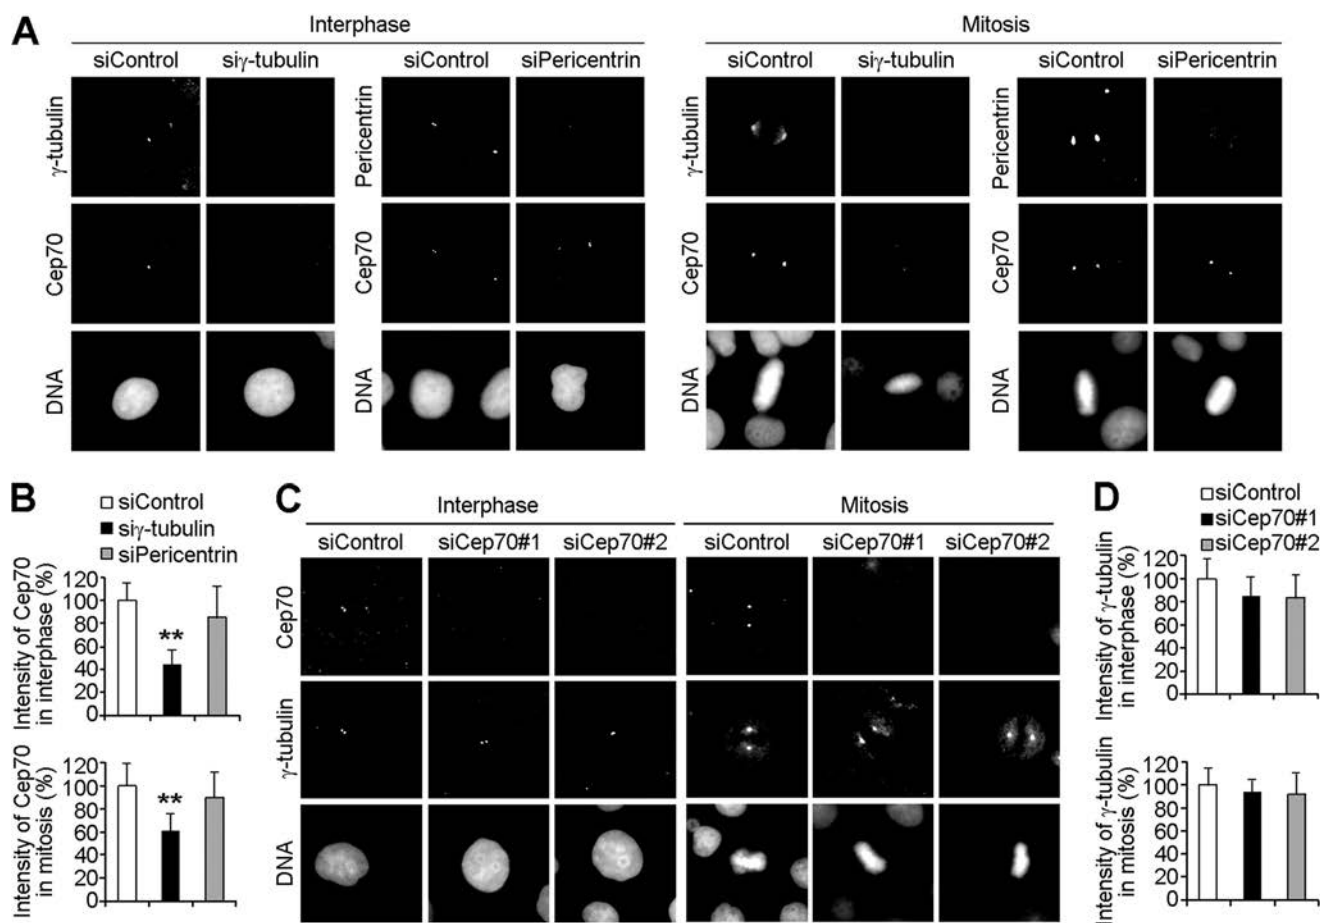 A
Interphase
Mitosis
siControl siγ-tubulin siControl siPericentrin siControl siγ-tubulin siControl siPericentrin
γ-tubulin
Pericentrin
γ-tubulin
Pericentrin
Cep70
Cep70
Cep70
Cep70
DNA
DNA
DNA
DNA
B
siControl
siγ-tubulin
siPericentrin
Intensity of Cep70
in interphase (%)
120
100
80
60
40
20
0
**
Intensity of Cep70
in mitosis (%)
120
100
80
60
40
20
0
**
C
Interphase
Mitosis
siControl siCep70#1 siCep70#2 siControl siCep70#1 siCep70#2
Cep70
γ-tubulin
DNA
D
siControl
siCep70#1
siCep70#2
Intensity of γ-tubulin
in interphase (%)
120
100
80
60
40
20
0
Intensity of γ-tubulin
in mitosis (%)
120
100
80
60
40
20
0